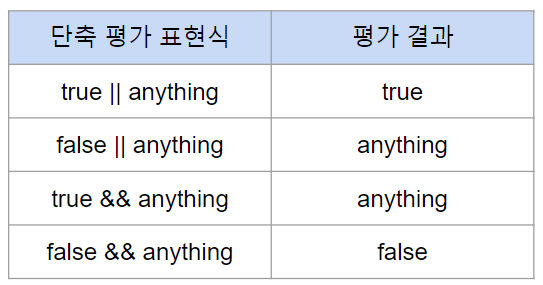 단축 평가 표현식 평가 결과
true || anything true
false || anything anything
true && anything anything
false && anything false